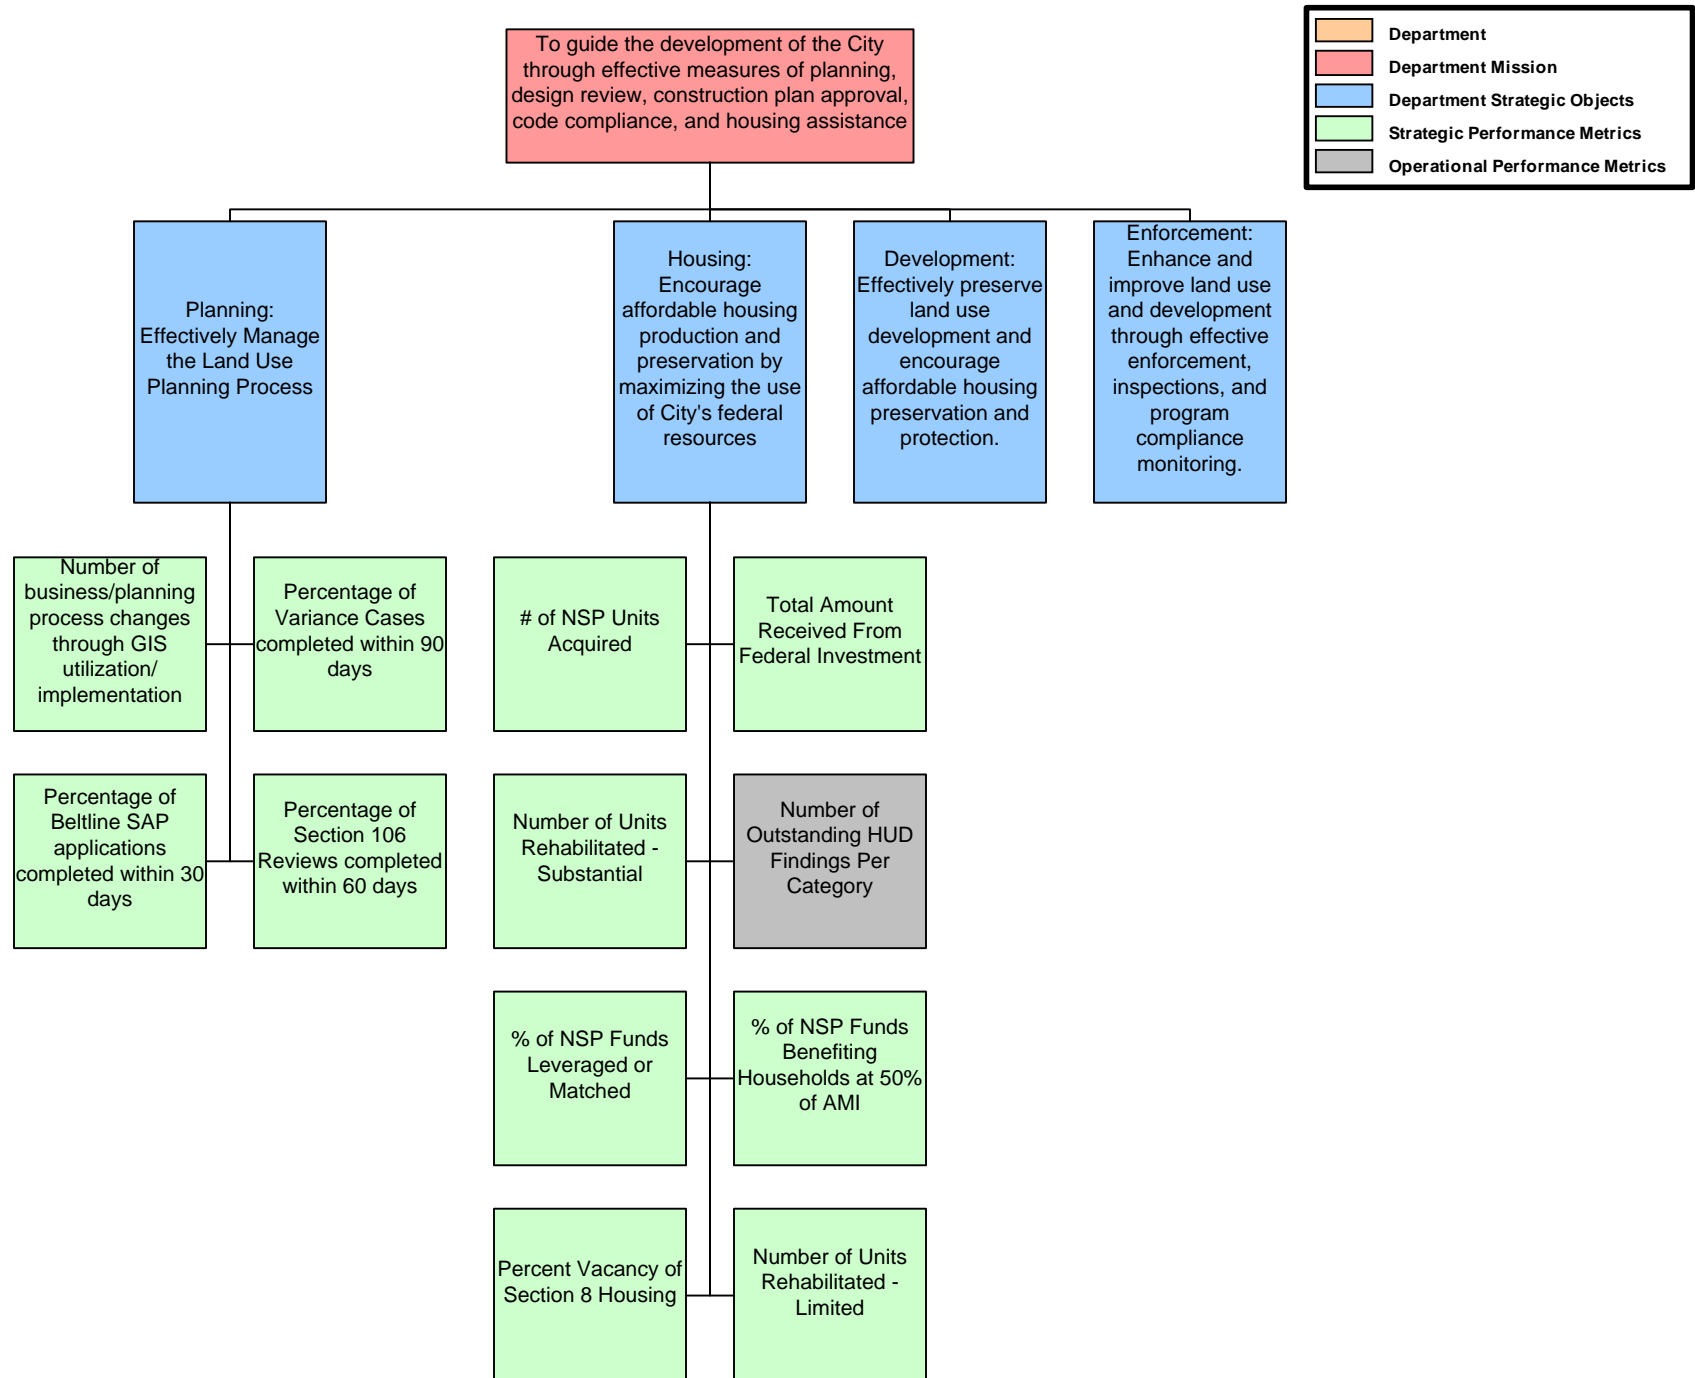 To guide the development of the City
through effective measures of planning,
design review, construction plan approval,
code compliance, and housing assistance
Department
Department Mission
Department Strategic Objects
Strategic Performance Metrics
Operational Performance Metrics
Planning:
Effectively Manage
the Land Use
Planning Process
Housing:
Encourage
affordable housing
production and
preservation by
maximizing the use
of City's federal
resources
Development:
Effectively preserve
land use
development and
encourage
affordable housing
preservation and
protection.
Enforcement:
Enhance and
improve land use
and development
through effective
enforcement,
inspections, and
program
compliance
monitoring.
Number of
business/planning
process changes
through GIS
utilization/
implementation
Percentage of
Variance Cases
completed within 90
days
# of NSP Units
Acquired
Total Amount
Received From
Federal Investment
Percentage of
Beltline SAP
applications
completed within 30
days
Percentage of
Section 106
Reviews completed
within 60 days
Number of Units
Rehabilitated -
Substantial
Number of
Outstanding HUD
Findings Per
Category
% of NSP Funds
Leveraged or
Matched
% of NSP Funds
Benefiting
Households at 50%
of AMI
Percent Vacancy of
Section 8 Housing
Number of Units
Rehabilitated -
Limited